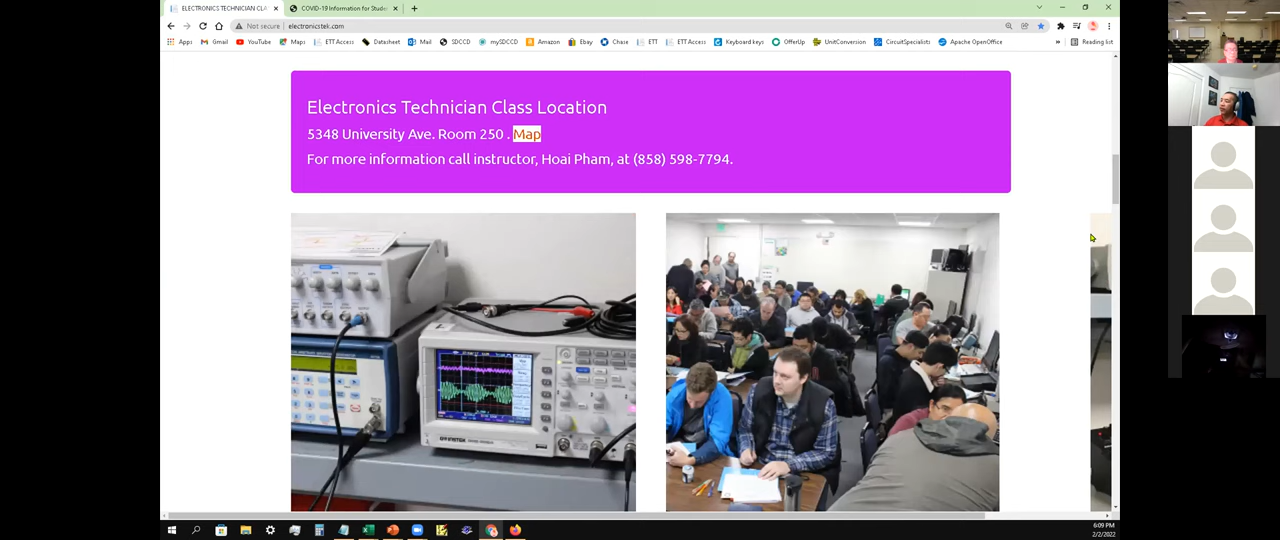 ELECTRONICS TECHNICIAN CLA
COVID-19 Information for Stude
Not secure | electronicstek.com
Apps Gmail YouTube Maps ETT Access Datasheet Mail SDCCD mySDCCD Amazon Ebay Chase ETT ETT Access Keyboard keys OfferUp UnitConversion CircuitSpecialists Apache OpenOffice » Reading list
Electronics Technician Class Location
5348 University Ave. Room 250 . Map
For more information call instructor, Hoai Pham, at (858) 598-7794.
GW INSTEK
6:09 PM
2/2/2022